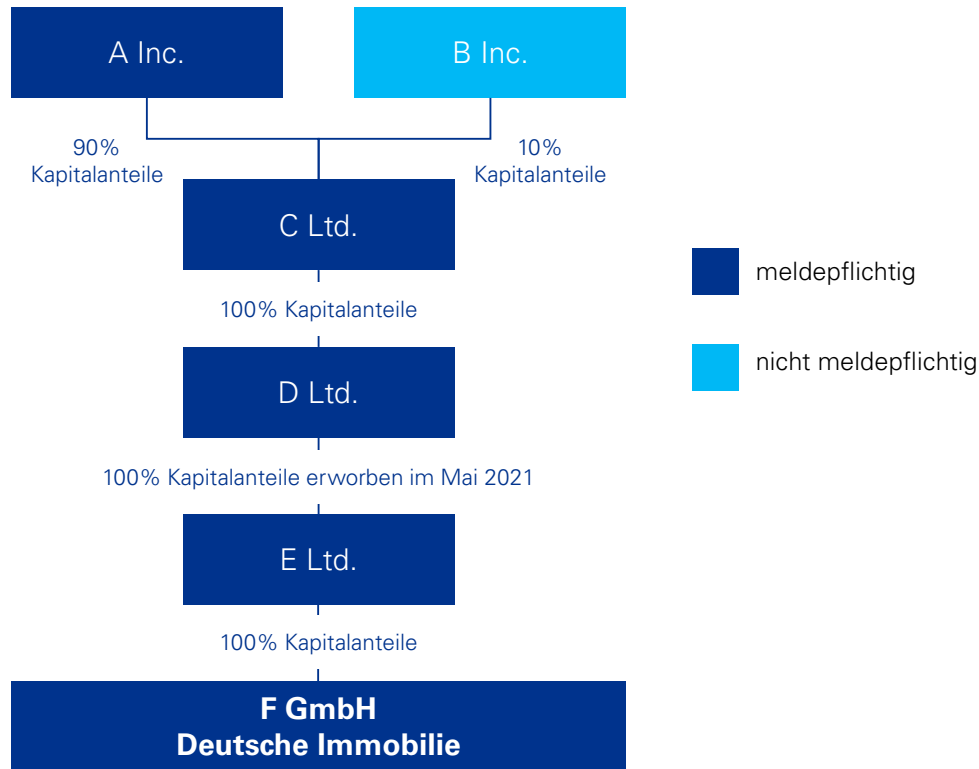 A Inc.
B Inc.
90%
Kapitalanteile
10%
Kapitalanteile
C Ltd.
meldepflichtig
100% Kapitalanteile
nicht meldepflichtig
D Ltd.
100% Kapitalanteile erworben im Mai 2021
E Ltd.
100% Kapitalanteile
F GmbH
Deutsche Immobilie